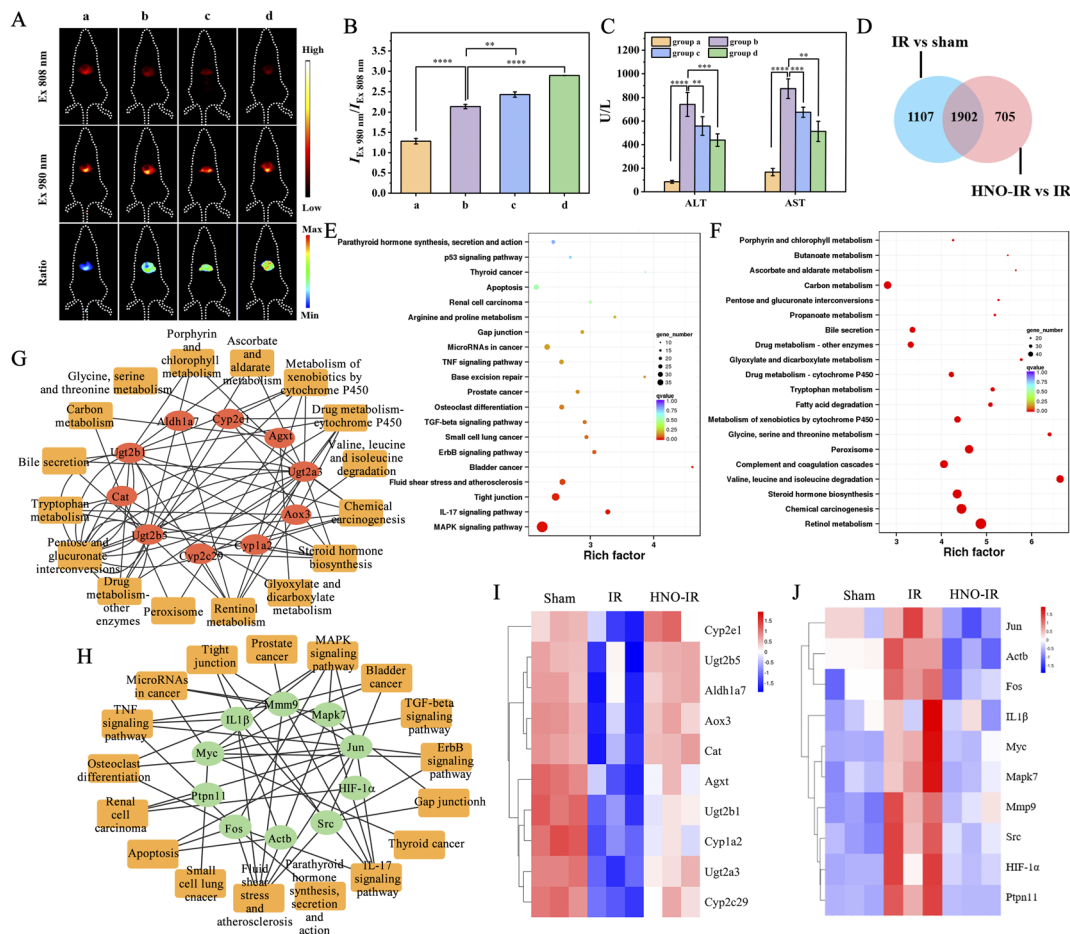 A
a
b
c
d
Ex 808 nm
Ex 980 nm
Ratio
High
Low
Max
Min
B
I Ex 980 nm/I Ex 808 nm
3.5
3.0
2.5
2.0
1.5
1.0
0.5
0.0
****
**
****
a
b
c
d
C
U/L
1200
1000
800
600
400
200
0
group a
group b
group c
group d
****
**
***
****
***
**
ALT
AST
D
IR vs sham
1107
1902
705
HNO-IR vs IR
E
Parathyroid hormone synthesis, secretion and action
p53 signaling pathway
Thyroid cancer
Apoptosis
Renal cell carcinoma
Arginine and proline metabolism
Gap junction
MicroRNAs in cancer
TNF signaling pathway
Base excision repair
Prostate cancer
Osteoclast differentiation
TGF-beta signaling pathway
Small cell lung cancer
ErbB signaling pathway
Bladder cancer
Fluid shear stress and atherosclerosis
Tight junction
IL-17 signaling pathway
MAPK signaling pathway
3
4
Rich factor
gene_number
10
15
20
25
30
35
qvalue
1.00
0.75
0.50
0.25
0.00
F
Porphyrin and chlorophyll metabolism
Butanoate metabolism
Ascorbate and aldarate metabolism
Carbon metabolism
Pentose and glucuronate interconversions
Propanoate metabolism
Bile secretion
Drug metabolism - other enzymes
Glyoxylate and dicarboxylate metabolism
Drug metabolism - cytochrome P450
Tryptophan metabolism
Fatty acid degradation
Metabolism of xenobiotics by cytochrome P450
Glycine, serine and threonine metabolism
Peroxisome
Complement and coagulation cascades
Valine, leucine and isoleucine degradation
Steroid hormone biosynthesis
Chemical carcinogenesis
Retinol metabolism
3
4
5
6
Rich factor
gene_number
20
30
40
qvalue
1.00
0.75
0.50
0.25
0.00
G
Porphyrin and
chlorophyll
metabolism
Ascorbate
and aldarate
metabolism
Metabolism of
xenobiotics by
cytochrome P450
Glycine, serine
and threonine metabolism
Carbon
metabolism
Drug metabolism-
cytochrome P450
Valine, leucine
and isoleucine
degradation
Bile secretion
Tryptophan
metabolism
Chemical
carcinogenesis
Pentose and
glucuronate
interconversions
Steroid hormone
biosynthesis
Drug
metabolism-
other
enzymes
Peroxisome
Rentinol
metabolism
Glyoxylate and
dicarboxylate
metabolism
Aldh1a7
Cyp2e1
Agxt
Ugt2b1
Ugt2a3
Cat
Aox3
Ugt2b5
Cyp1a2
Cyp2c29
H
Tight
junction
Prostate
cancer
MAPK
signaling
pathway
MicroRNAs
in cancer
Bladder
cancer
TNF
signaling
pathway
TGF-beta
signaling
pathway
Osteoclast
differentiation
ErbB
signaling
pathway
Renal
cell
carcinoma
Gap junctionh
Apoptosis
Thyroid cancer
Small
cell lung
cnacer
Fluid
shear
stress and
atherosclerosis
Parathyroid
hormone
synthesis,
secretion and
action
IL-17
signaling
pathway
Mmm9
IL1β
Mapk7
Myc
Jun
HIF-1α
Ptpn11
Fos
Actb
Src
I
Sham
IR
HNO-IR
Cyp2e1
Ugt2b5
Aldh1a7
Aox3
Cat
Agxt
Ugt2b1
Cyp1a2
Ugt2a3
Cyp2c29
1.5
1
0.5
0
-0.5
-1
-1.5
J
Sham
IR
HNO-IR
Jun
Actb
Fos
IL1β
Myc
Mapk7
Mmp9
Src
HIF-1α
Ptpn11
1.5
1
0.5
0
-0.5
-1
-1.5